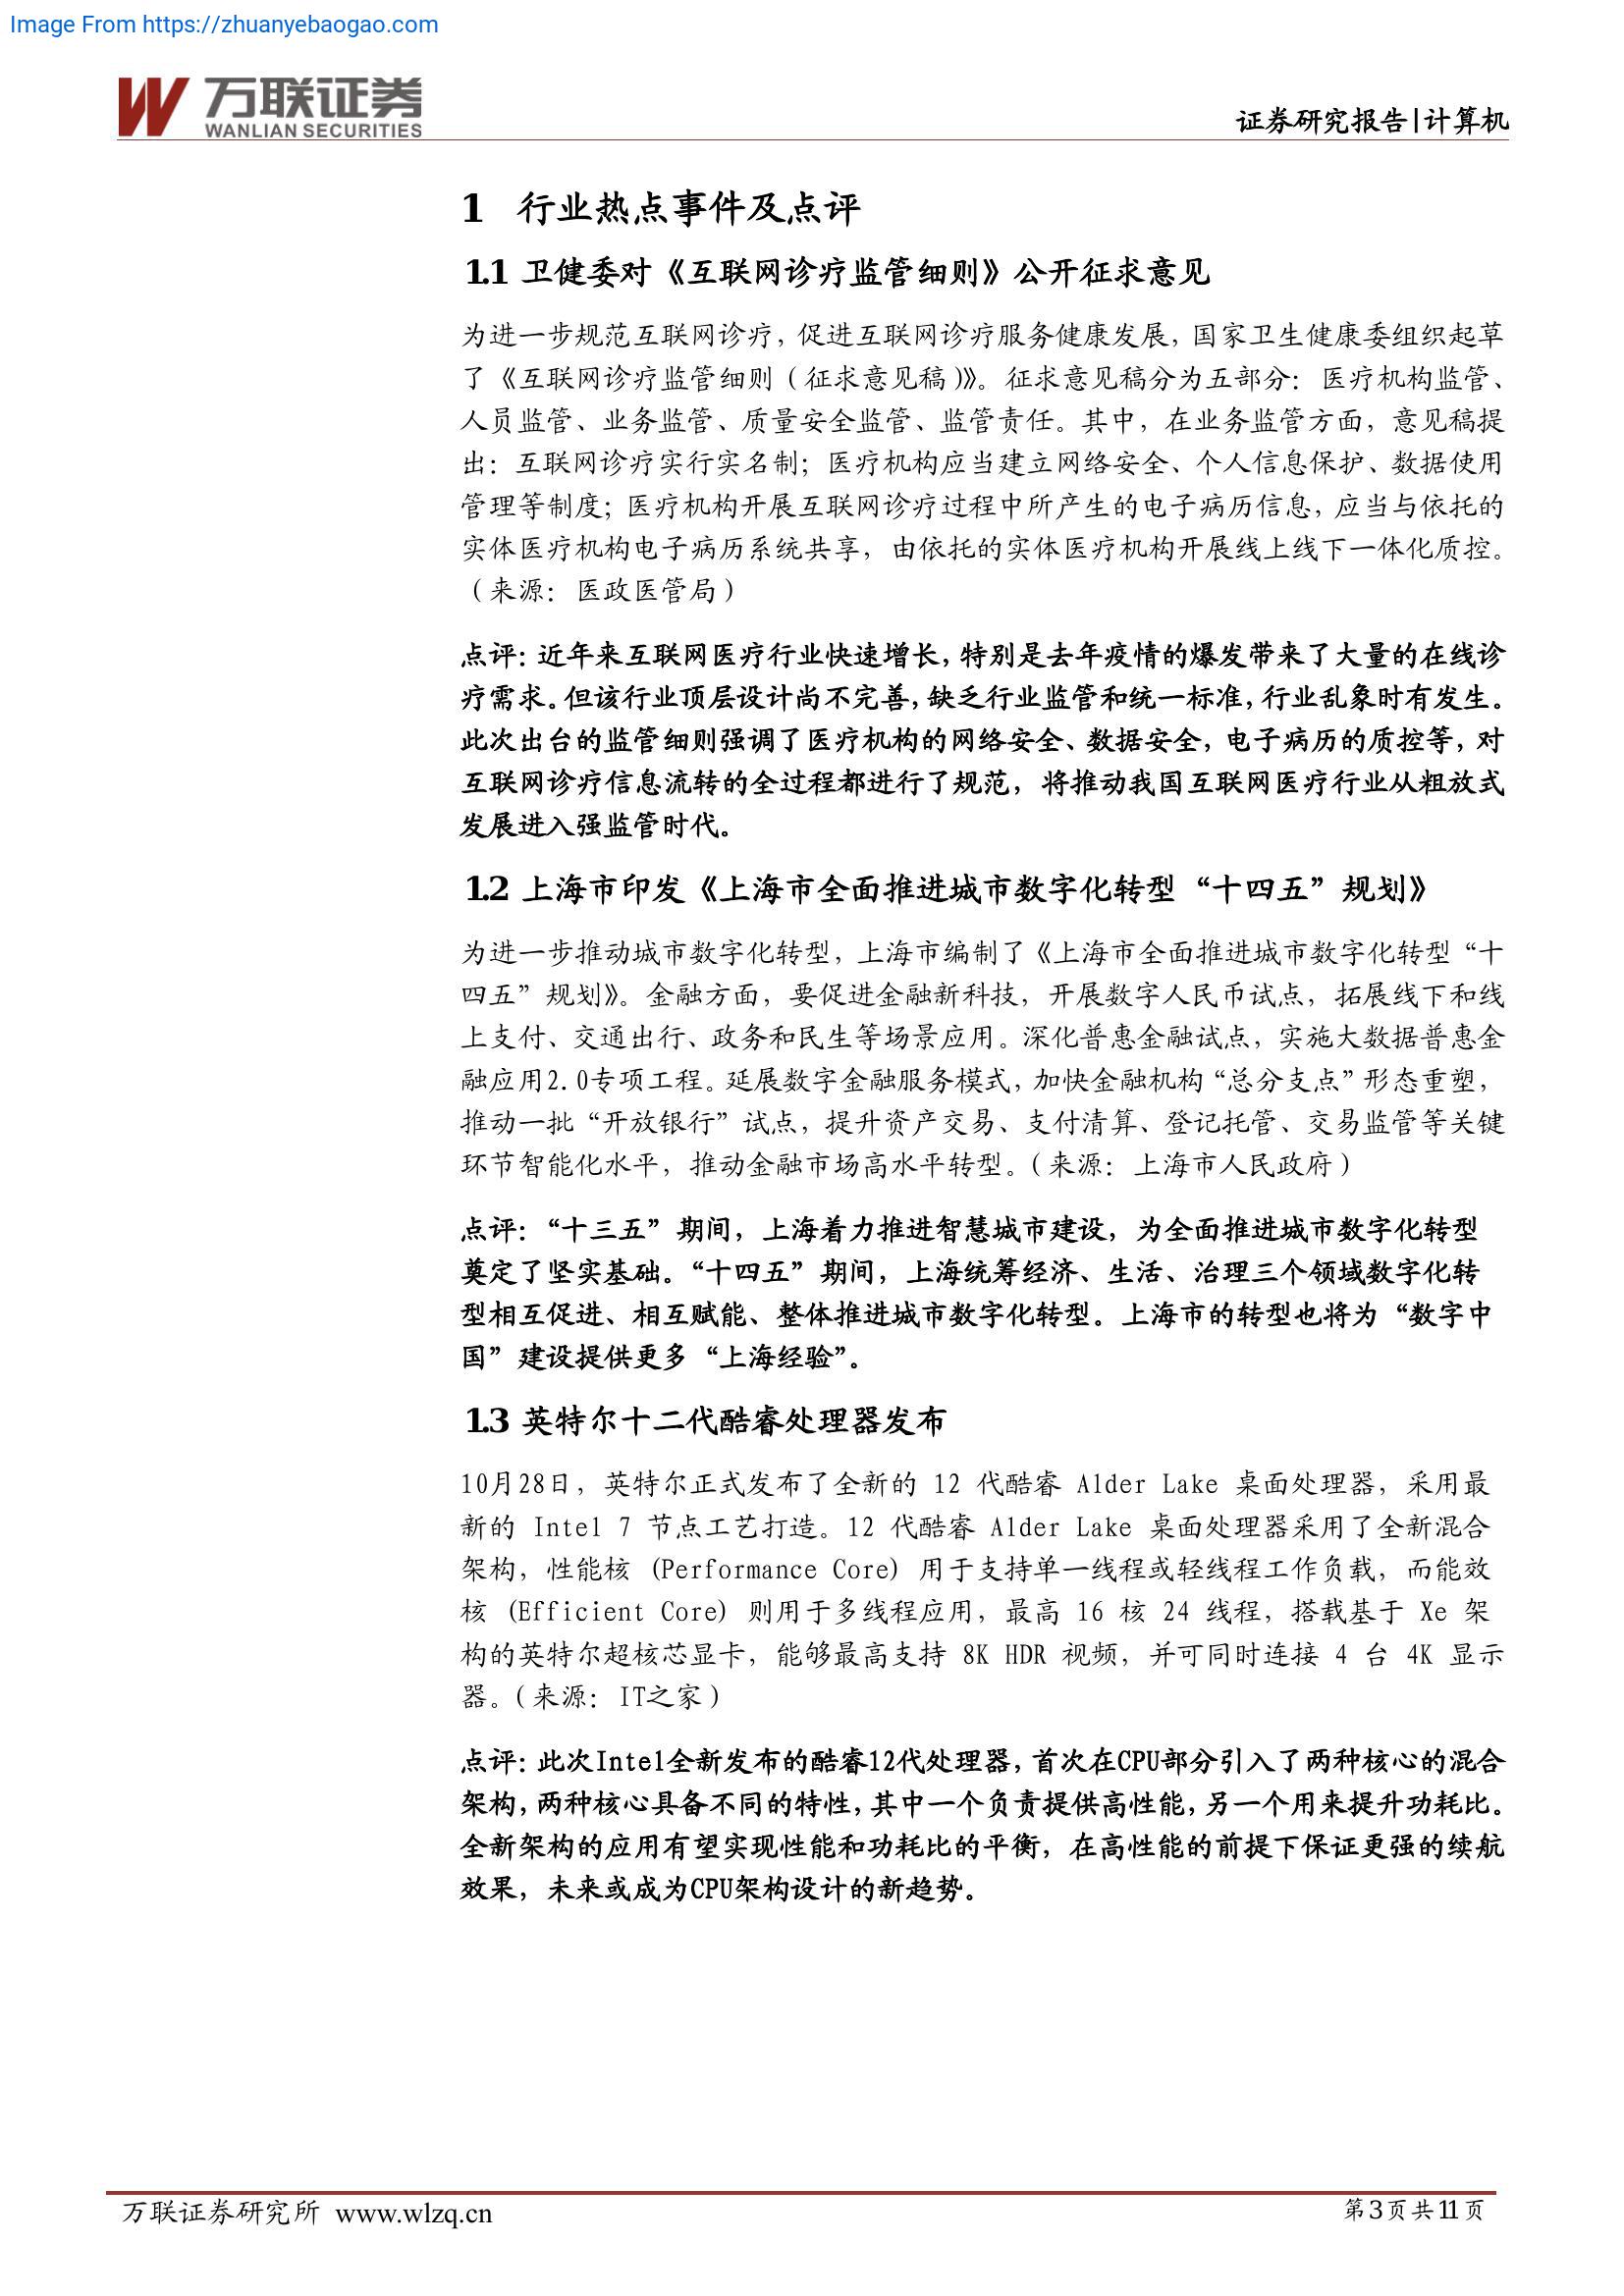 Image From https://zhuanyebaogao.com
万联证券
WANLIAN SECURITIES
证券研究报告|计算机
1 行业热点事件及点评
1.1 卫健委对《互联网诊疗监管细则》公开征求意见
为进一步规范互联网诊疗，促进互联网诊疗服务健康发展，国家卫生健康委组织起草
了《互联网诊疗监管细则（征求意见稿）》。征求意见稿分为五部分：医疗机构监管、
人员监管、业务监管、质量安全监管、监管责任。其中，在业务监管方面，意见稿提
出：互联网诊疗实行实名制；医疗机构应当建立网络安全、个人信息保护、数据使用
管理等制度；医疗机构开展互联网诊疗过程中所产生的电子病历信息，应当与依托的
实体医疗机构电子病历系统共享，由依托的实体医疗机构开展线上线下一体化质控。
（来源：医政医管局）
点评：近年来互联网医疗行业快速增长，特别是去年疫情的爆发带来了大量的在线诊
疗需求。但该行业顶层设计尚不完善，缺乏行业监管和统一标准，行业乱象时有发生。
此次出台的监管细则强调了医疗机构的网络安全、数据安全，电子病历的质控等，对
互联网诊疗信息流转的全过程都进行了规范，将推动我国互联网医疗行业从粗放式
发展进入强监管时代。
1.2 上海市印发《上海市全面推进城市数字化转型“十四五”规划》
为进一步推动城市数字化转型，上海市编制了《上海市全面推进城市数字化转型“十
四五”规划》。金融方面，要促进金融新科技，开展数字人民币试点，拓展线下和线
上支付、交通出行、政务和民生等场景应用。深化普惠金融试点，实施大数据普惠金
融应用2.0专项工程。延展数字金融服务模式，加快金融机构“总分支点”形态重塑，
推动一批“开放银行”试点，提升资产交易、支付清算、登记托管、交易监管等关键
环节智能化水平，推动金融市场高水平转型。（来源：上海市人民政府）
点评：“十三五”期间，上海着力推进智慧城市建设，为全面推进城市数字化转型
奠定了坚实基础。“十四五”期间，上海统筹经济、生活、治理三个领域数字化转
型相互促进、相互赋能、整体推进城市数字化转型。上海市的转型也将为“数字中
国”建设提供更多“上海经验”。
1.3 英特尔十二代酷睿处理器发布
10月28日，英特尔正式发布了全新的 12 代酷睿 Alder Lake 桌面处理器，采用最
新的 Intel 7 节点工艺打造。12 代酷睿 Alder Lake 桌面处理器采用了全新混合
架构，性能核 (Performance Core) 用于支持单一线程或轻线程工作负载，而能效
核 (Efficient Core) 则用于多线程应用，最高 16 核 24 线程，搭载基于 Xe 架
构的英特尔超核芯显卡，能够最高支持 8K HDR 视频，并可同时连接 4 台 4K 显示
器。（来源：IT之家）
点评：此次Intel全新发布的酷睿12代处理器，首次在CPU部分引入了两种核心的混合
架构，两种核心具备不同的特性，其中一个负责提供高性能，另一个用来提升功耗比。
全新架构的应用有望实现性能和功耗比的平衡，在高性能的前提下保证更强的续航
效果，未来或成为CPU架构设计的新趋势。
万联证券研究所 www.wlzq.cn
第3页共11页